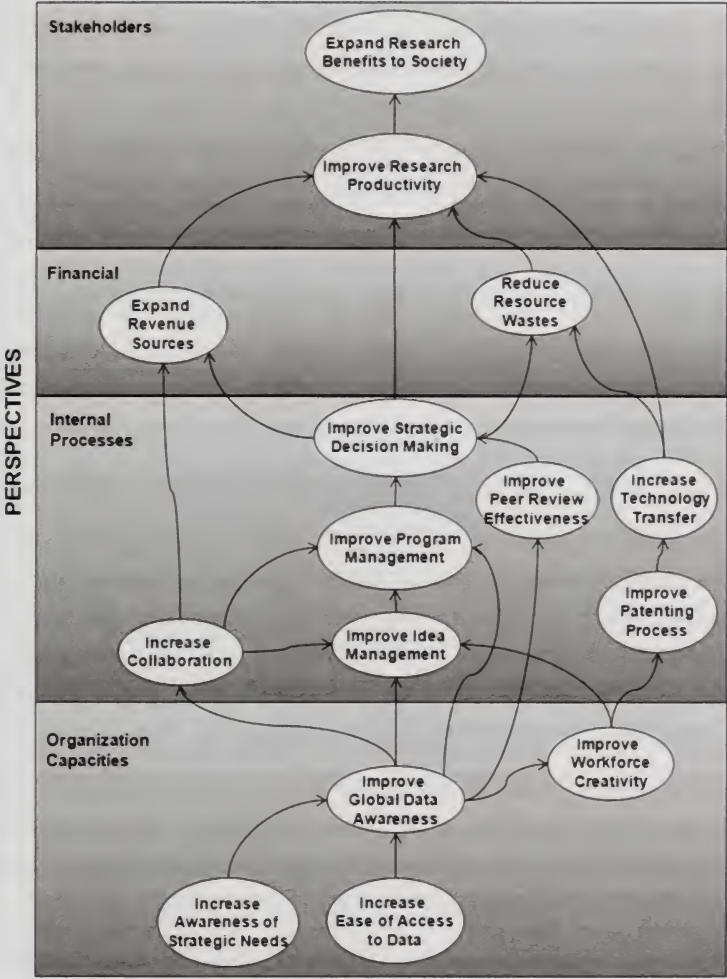 PERSPECTIVES
Stakeholders
Expand Research
Benefits to Society
Improve Research
Productivity
Financial
Expand
Revenue
Sources
Reduce
Resource
Wastes
Internal
Processes
Improve Strategic
Decision Making
Improve
Peer Review
Effectiveness
Increase
Technology
Transfer
Improve Program
Management
Improve
Patenting
Process
Increase
Collaboration
Improve Idea
Management
Organization
Capacities
Improve
Workforce
Creativity
Improve
Global Data
Awareness
Increase
Awareness of
Strategic Needs
Increase
Ease of Access
to Data